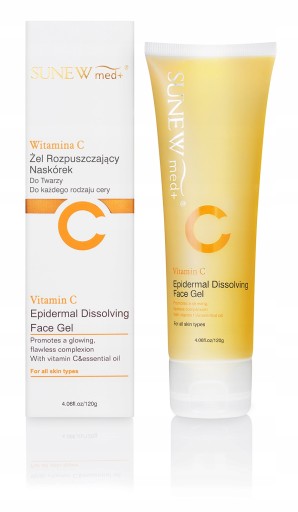 SUNEW med+®
Witamina C
Żel Rozpuszczający
Naskórek
Do Twarzy
Do każdego rodzaju cery
C
Vitamin C
Epidermal Dissolving
Face Gel
Promotes a glowing,
flawless complexion
With vitamin C&essential oil
For all skin types
4.06fl.oz/120g
SUNEW med+®
C
Vitamin C
Epidermal Dissolving
Face Gel
Promotes a glowing,
For all skin types
4.06fl.oz/120g